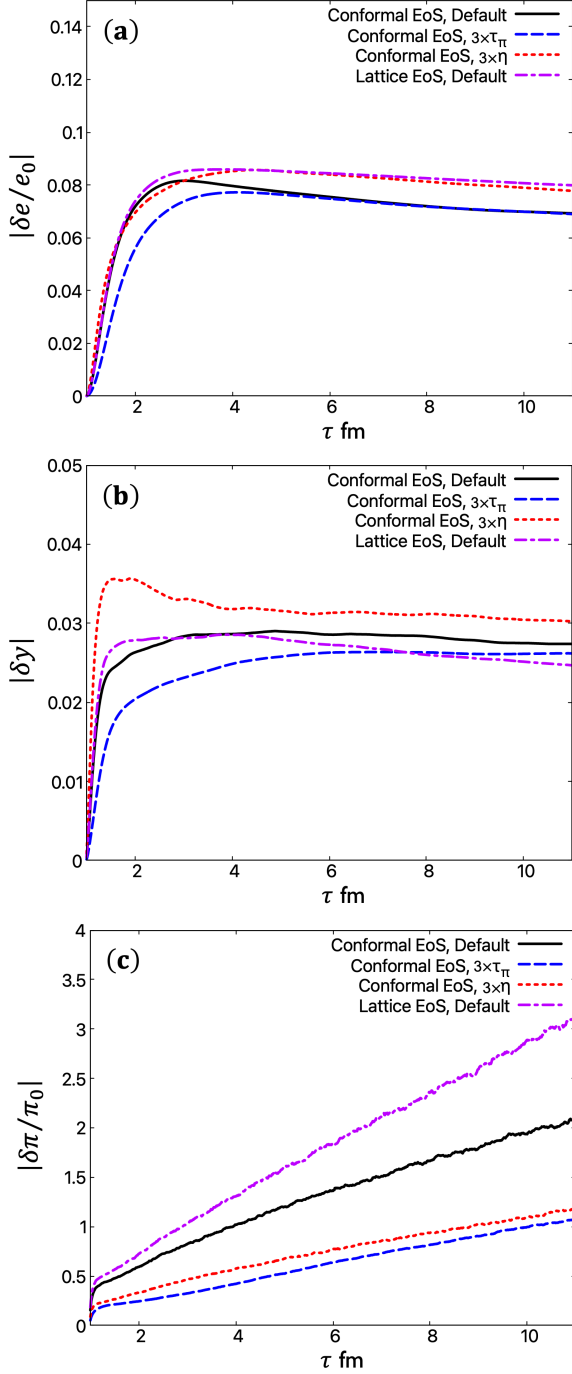 (a)
Conformal EoS, Default
Conformal EoS, 3×τπ
Conformal EoS, 3×η
Lattice EoS, Default
0.14
0.12
0.1
0.08
0.06
0.04
0.02
0
|δe/e0|
2 4 6 8 10
τ fm
(b)
Conformal EoS, Default
Conformal EoS, 3×τπ
Conformal EoS, 3×η
Lattice EoS, Default
0.05
0.04
0.03
0.02
0.01
0
|δy|
2 4 6 8 10
τ fm
(c)
Conformal EoS, Default
Conformal EoS, 3×τπ
Conformal EoS, 3×η
Lattice EoS, Default
4
3.5
3
2.5
2
1.5
1
0.5
0
|δπ/π0|
2 4 6 8 10
τ fm